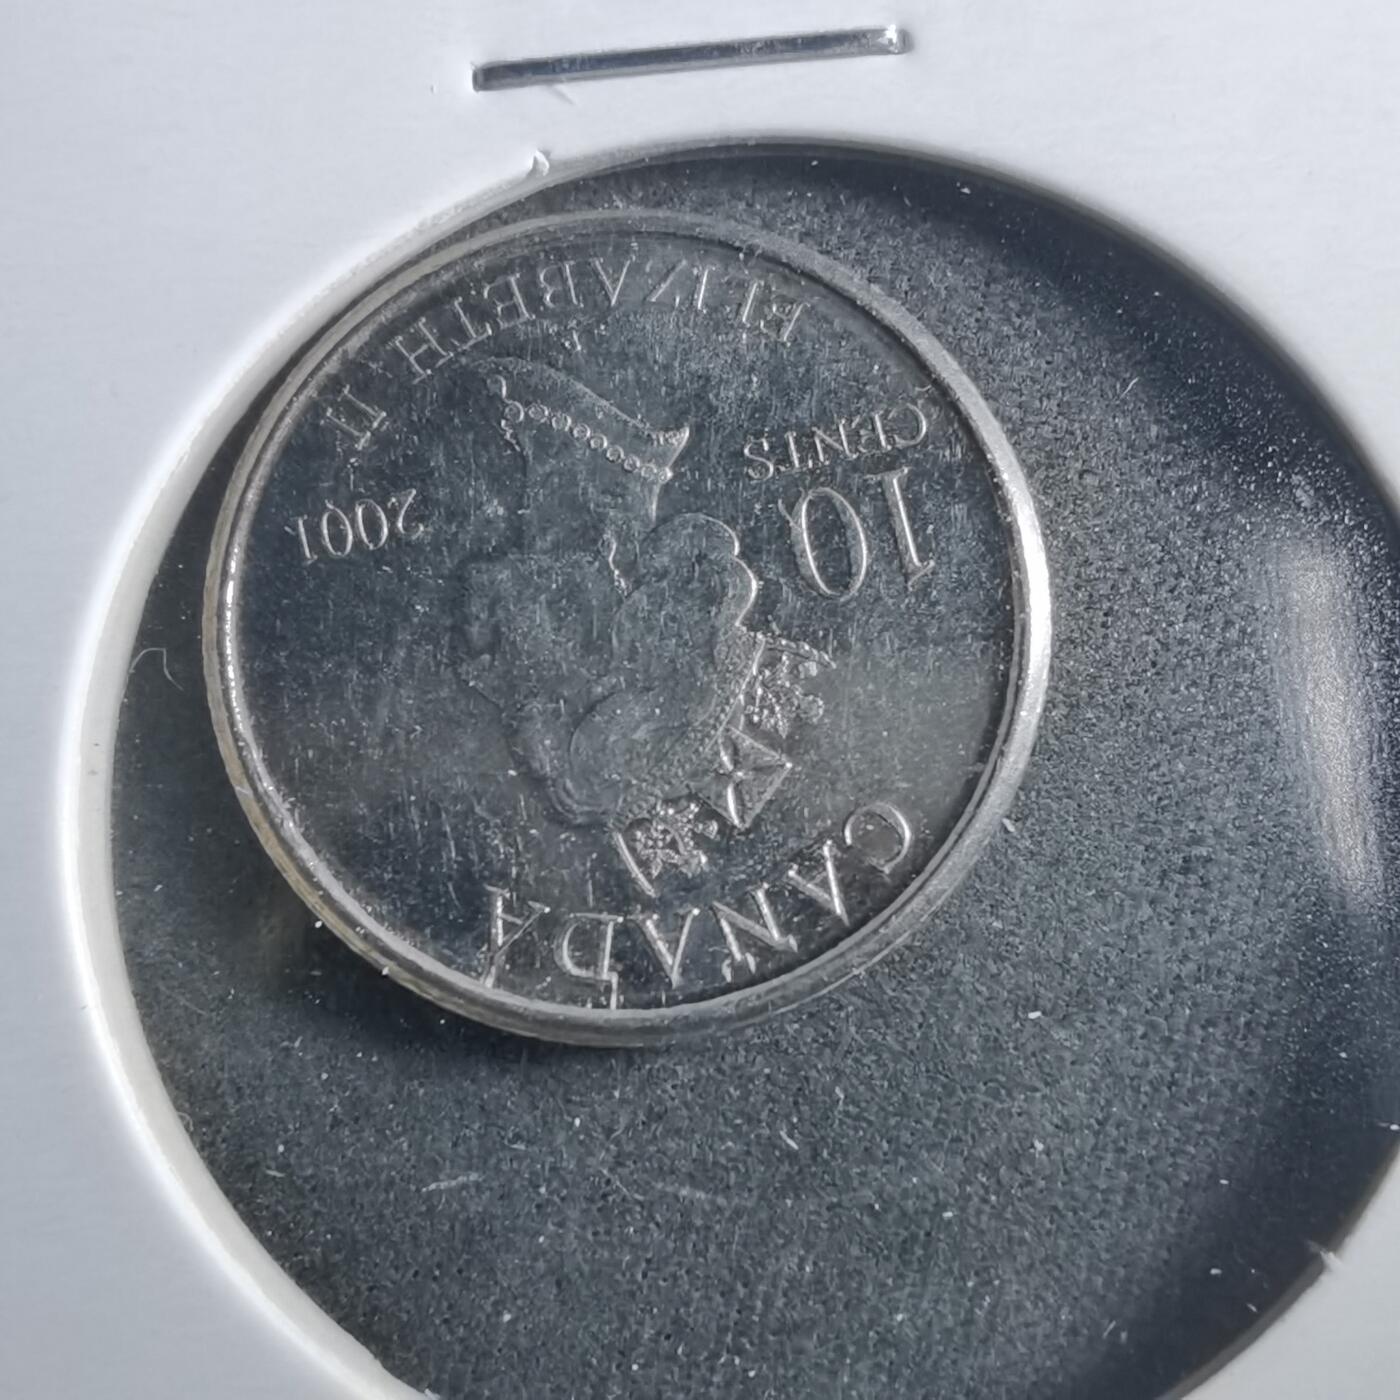 CANADA
10
CENTS
2001
ELIZABETH II